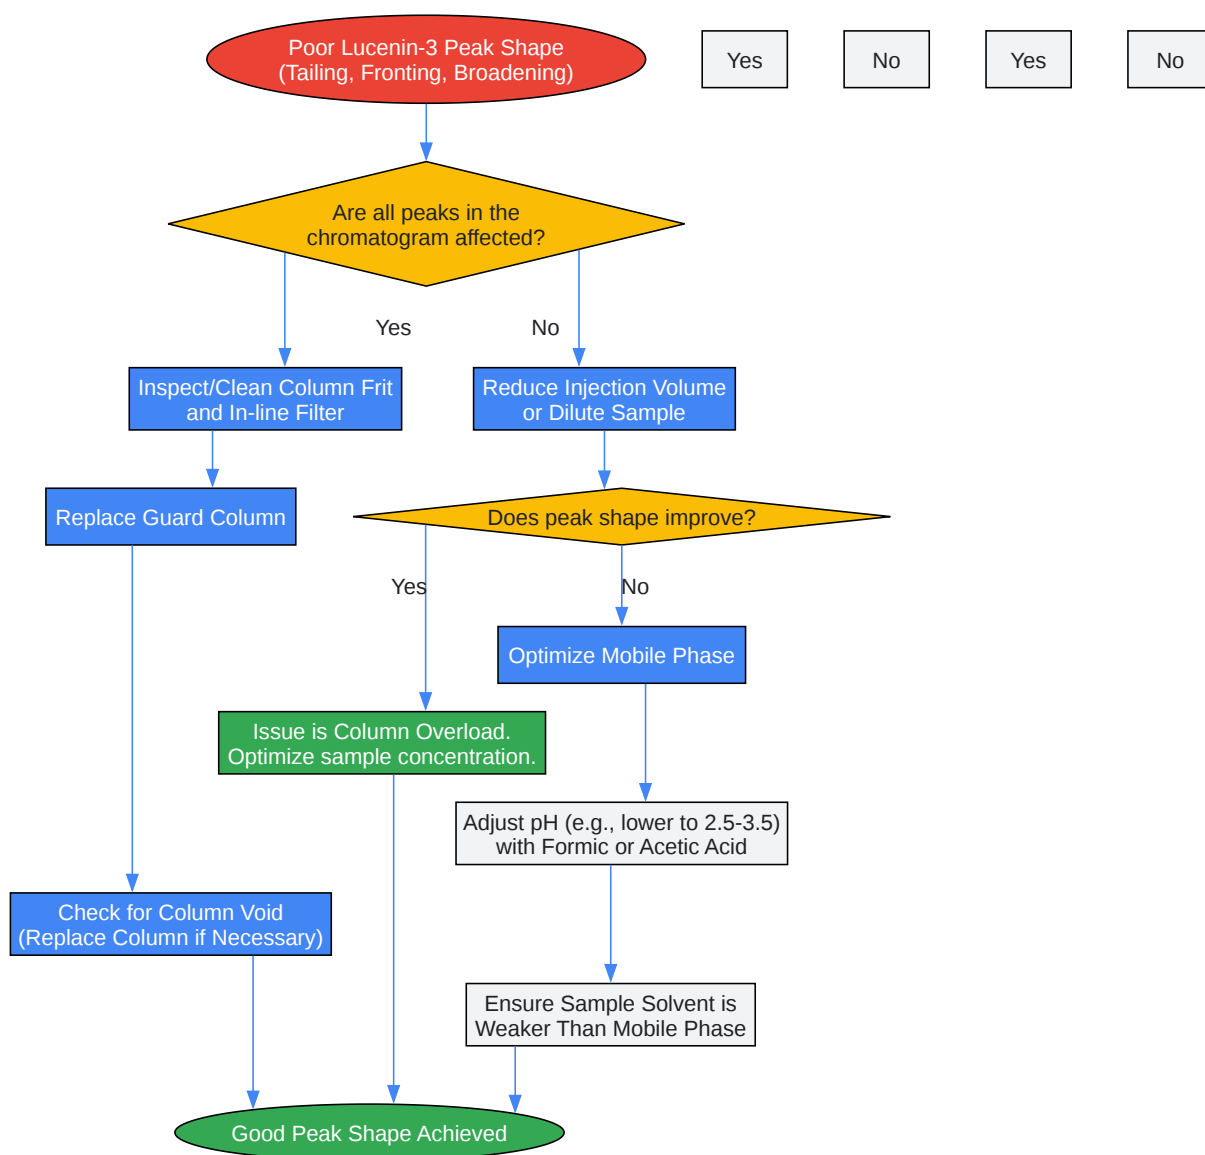 Poor Lucenin-3 Peak Shape
(Tailing, Fronting, Broadening)
Yes
No
Yes
No
Are all peaks in the
chromatogram affected?
Yes
No
Inspect/Clean Column Frit
and In-line Filter
Reduce Injection Volume
or Dilute Sample
Replace Guard Column
Does peak shape improve?
Yes
No
Optimize Mobile Phase
Issue is Column Overload.
Optimize sample concentration.
Adjust pH (e.g., lower to 2.5-3.5)
with Formic or Acetic Acid
Check for Column Void
(Replace Column if Necessary)
Ensure Sample Solvent is
Weaker Than Mobile Phase
Good Peak Shape Achieved